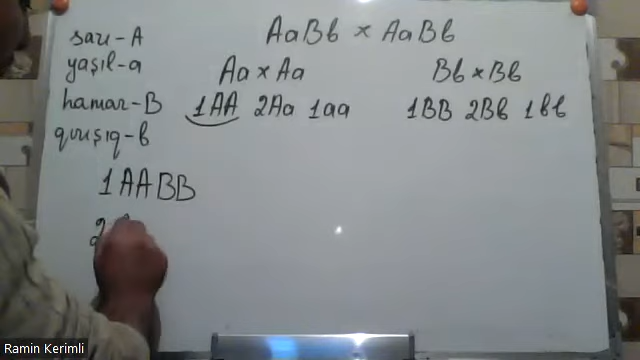 sarı-A
yaşıl-a
hamar-B
qırışıq-b
AaBb × AaBb
Aa × Aa
Bb × Bb
1AA 2Aa 1aa
1BB 2Bb 1bb
1AABB
2
Ramin Kerimli